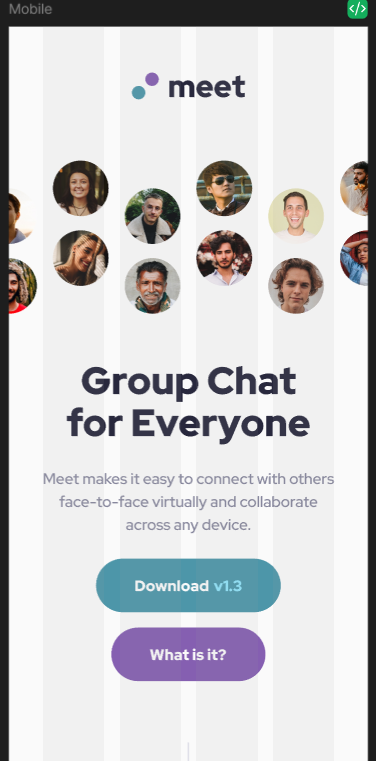 Mobile
</>
meet
Group Chat
for Everyone
Meet makes it easy to connect with others
face-to-face virtually and collaborate
across any device.
Download v1.3
What is it?